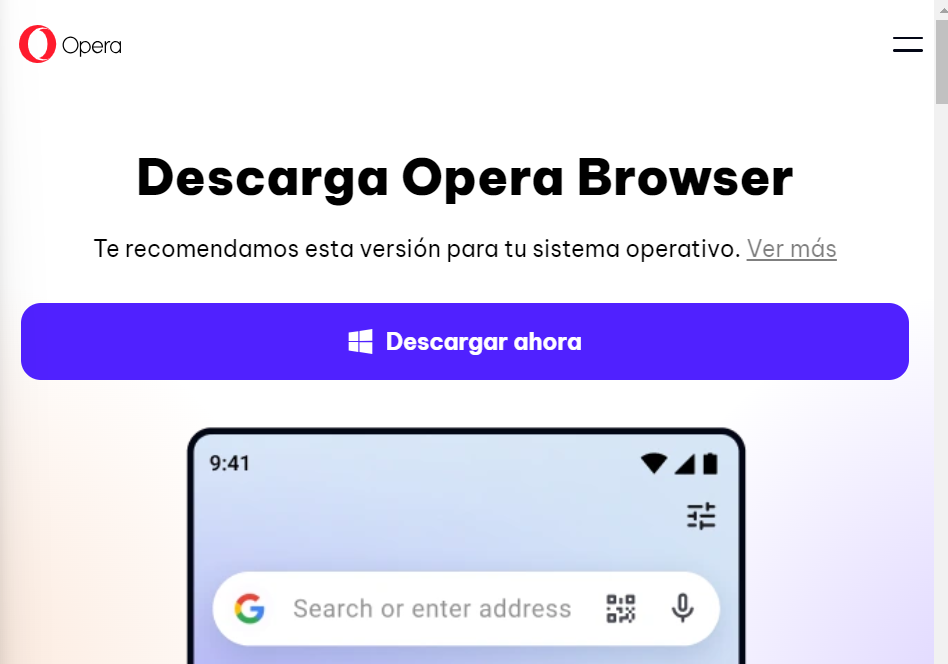 Opera
Descarga Opera Browser
Te recomendamos esta versión para tu sistema operativo. Ver más
Descargar ahora
9:41
Search or enter address